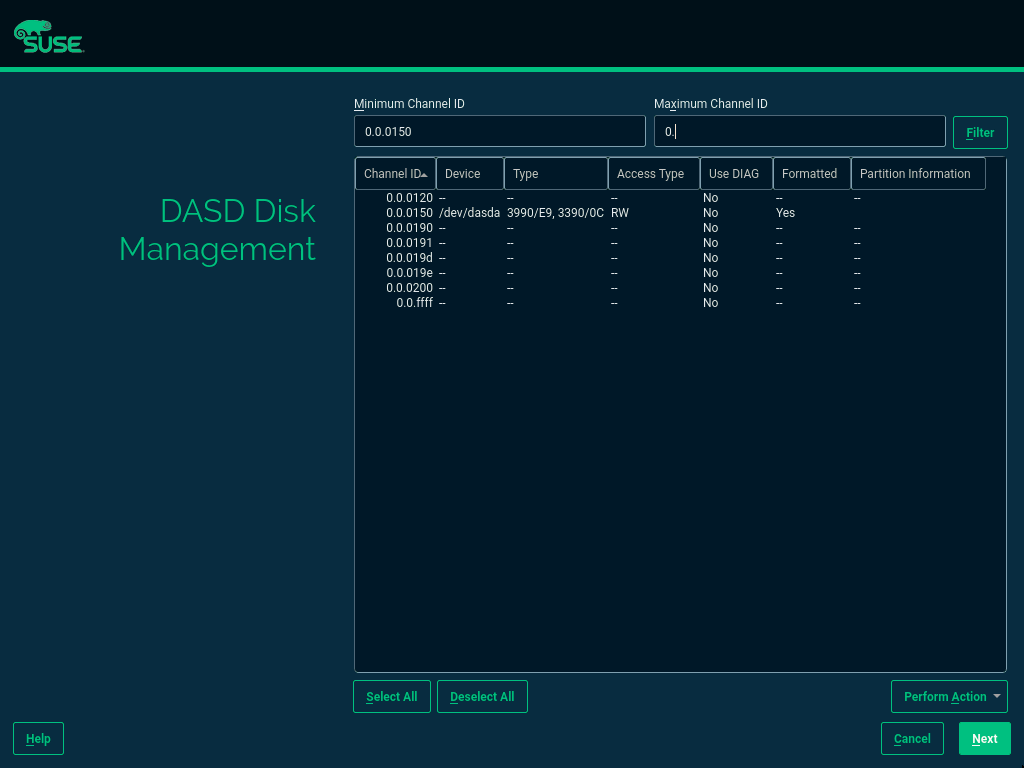 SUSE
Minimum Channel ID Maximum Channel ID
0.0.0150 0. Filter
DASD Disk
Management
Channel ID Device Type Access Type Use DIAG Formatted Partition Information
0.0.0120 -- -- -- No -- --
0.0.0150 /dev/dasda 3990/E9, 3390/0C RW No Yes
0.0.0190 -- -- -- No -- --
0.0.0191 -- -- -- No -- --
0.0.019d -- -- -- No -- --
0.0.019e -- -- -- No -- --
0.0.0200 -- -- -- No -- --
0.0.ffff -- -- -- No -- --
Select All Deselect All Perform Action
Help Cancel Next